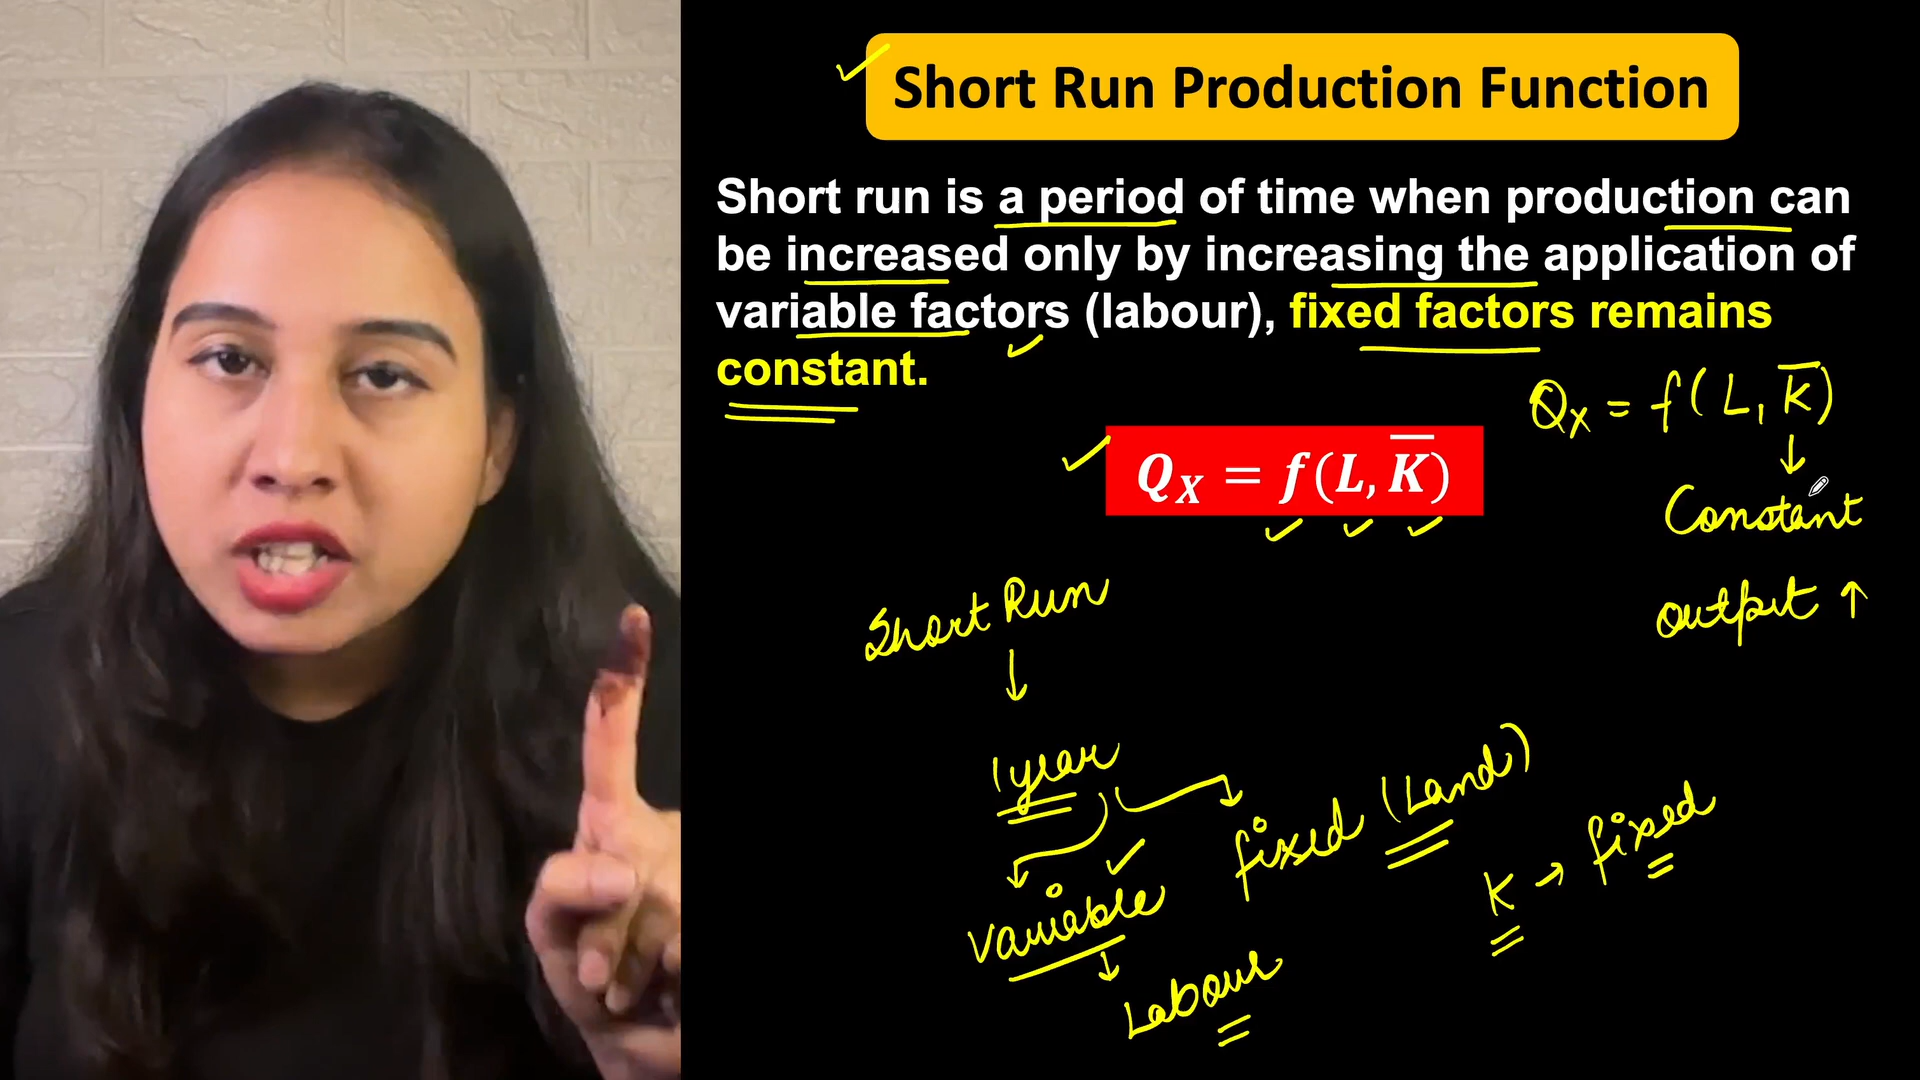 Short Run Production Function
Short run is a period of time when production can
be increased only by increasing the application of
variable factors (labour), fixed factors remains
constant.
Qx = f(L, K̅)
Constant
Output ↑
Q_X = f(L, K̅)
Short Run
↓
1 year
fixed (Land)
K → fixed
Variable
↓
Labour